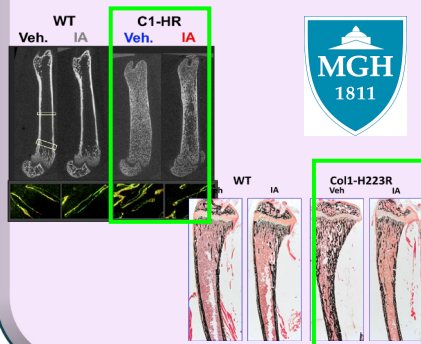 WT C1-HR
Veh. IA Veh. IA
MGH
1811
WT Col1-H223R
h IA Veh IA